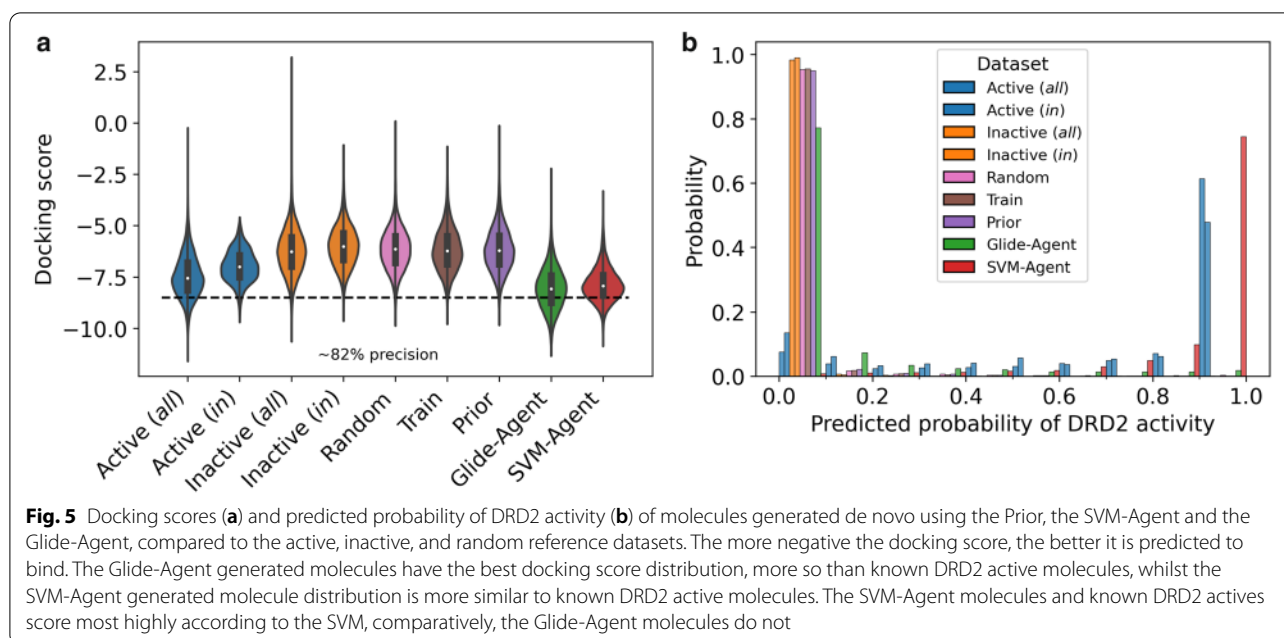 a
2.5
0.0
−2.5
−5.0
−7.5
−10.0
Docking score
~82% precision
Active (all)
Active (in)
Inactive (all)
Inactive (in)
Random
Train
Prior
Glide-Agent
SVM-Agent
b
1.0
0.8
0.6
0.4
0.2
0.0
Probability
Dataset
Active (all)
Active (in)
Inactive (all)
Inactive (in)
Random
Train
Prior
Glide-Agent
SVM-Agent
0.0 0.2 0.4 0.6 0.8 1.0
Predicted probability of DRD2 activity
Fig. 5 Docking scores (a) and predicted probability of DRD2 activity (b) of molecules generated de novo using the Prior, the SVM-Agent and the
Glide-Agent, compared to the active, inactive, and random reference datasets. The more negative the docking score, the better it is predicted to
bind. The Glide-Agent generated molecules have the best docking score distribution, more so than known DRD2 active molecules, whilst the
SVM-Agent generated molecule distribution is more similar to known DRD2 active molecules. The SVM-Agent molecules and known DRD2 actives
score most highly according to the SVM, comparatively, the Glide-Agent molecules do not